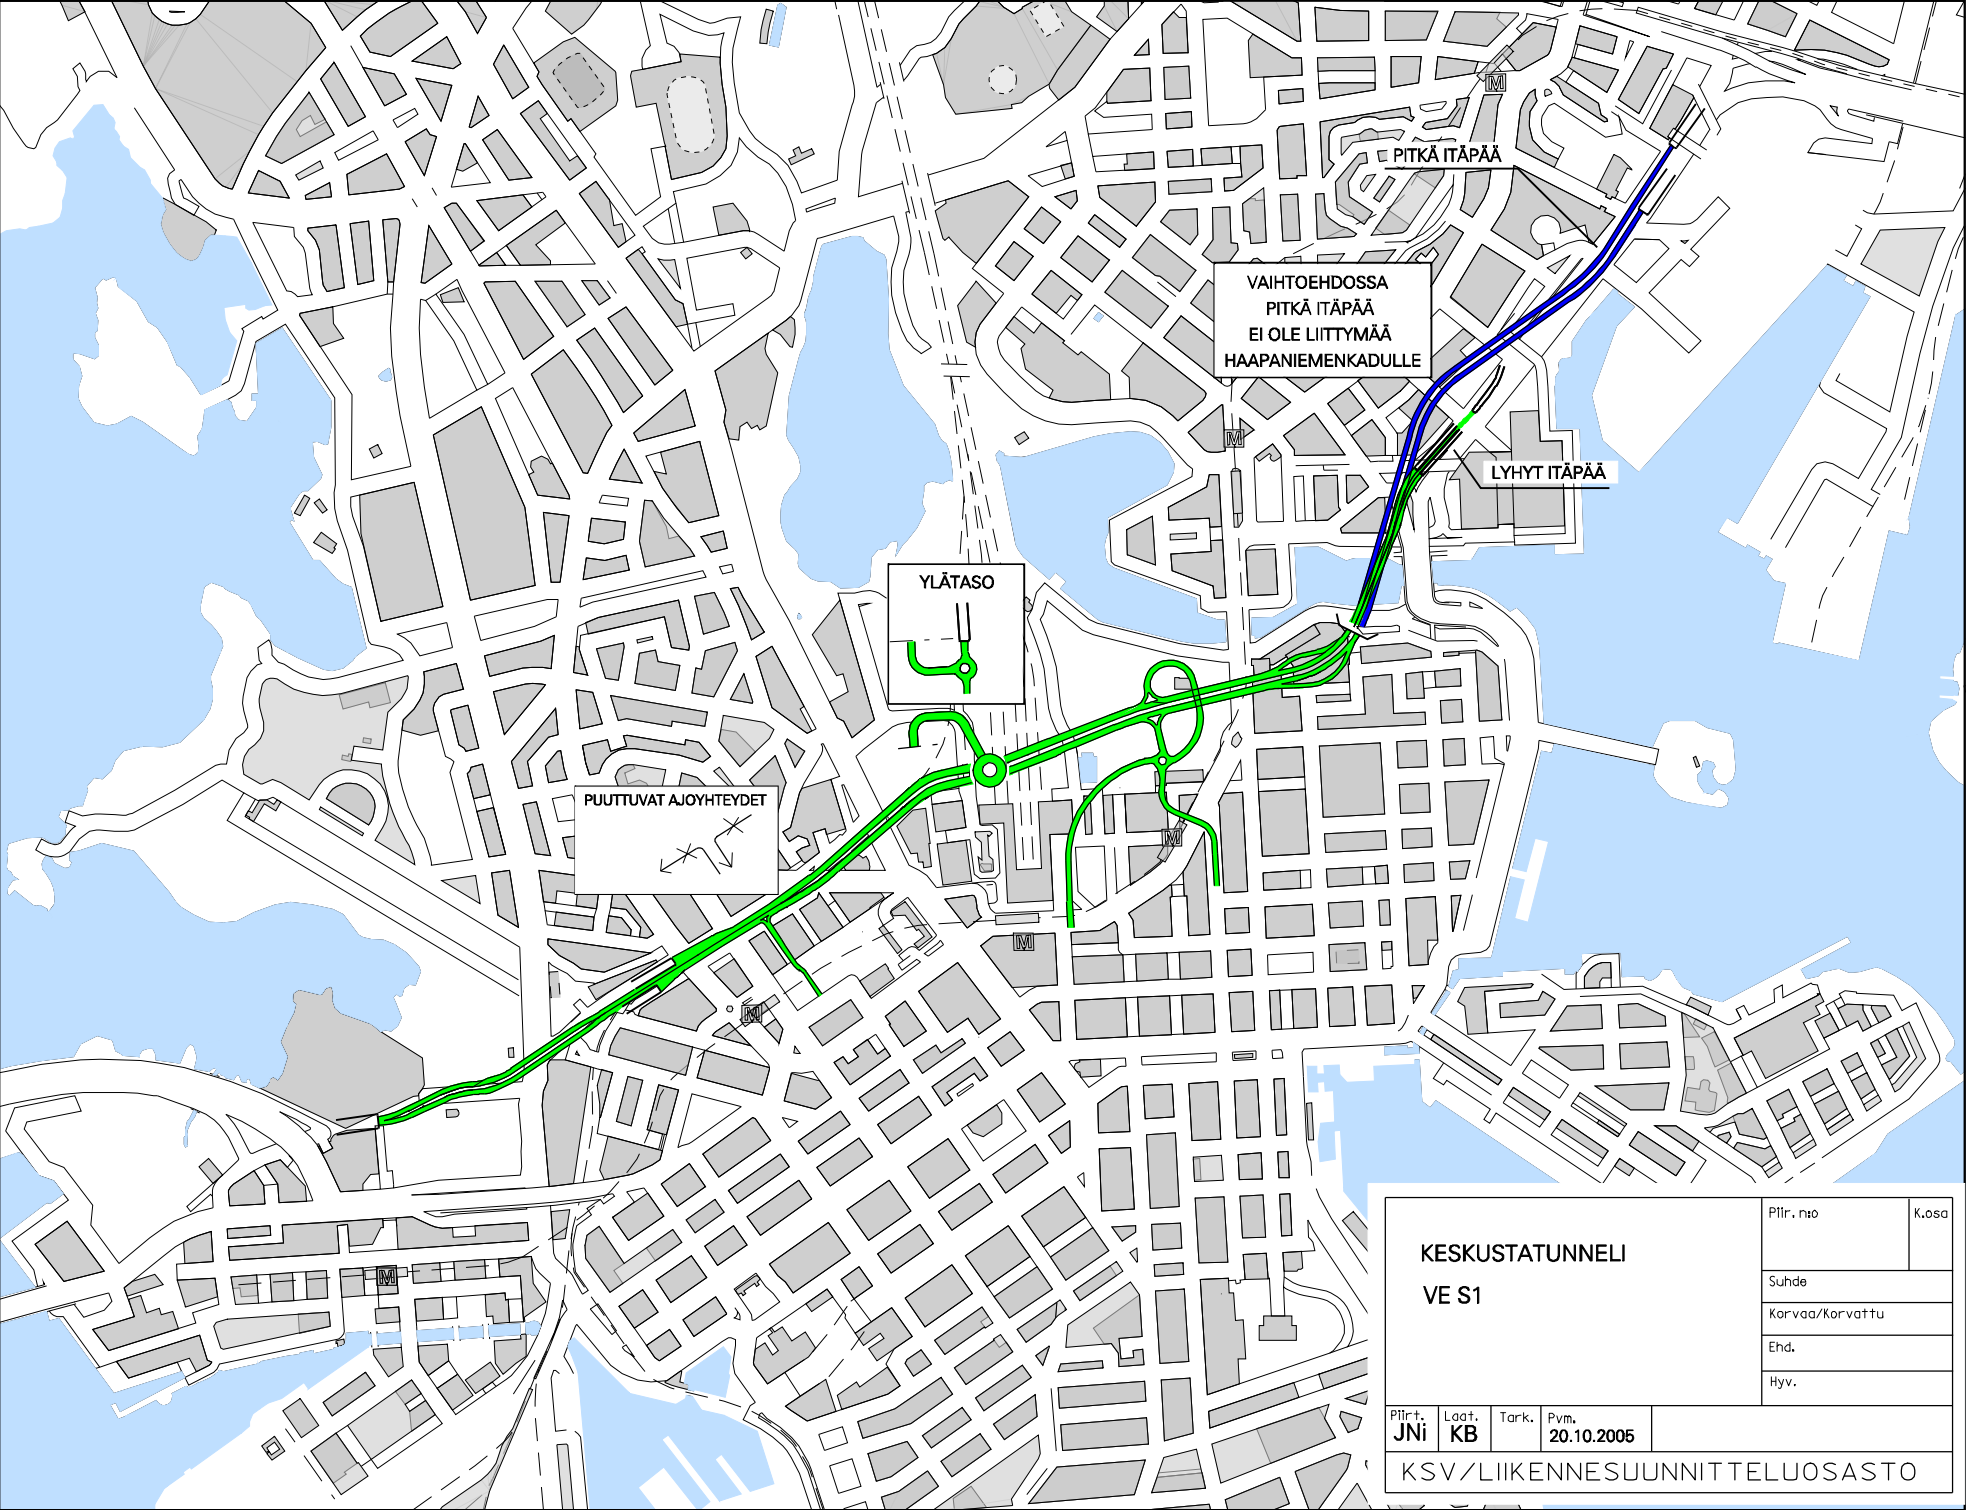 M
PITKÄ ITÄPÄÄ
VAIHTOEHDOSSA
PITKÄ ITÄPÄÄ
EI OLE LIITTYMÄÄ
HAAPANIEMENKADULLE
M
LYHYT ITÄPÄÄ
YLÄTASO
PUUTTUVAT AJOYHTEYDET
M
M
M
M
KESKUSTATUNNELI
VE S1
Piir. n:o
K.osa
Suhde
Korvaa/Korvattu
Ehd.
Hyv.
Piirt.
JNi
Laat.
KB
Tark.
Pvm.
20.10.2005
KSV/LIIKENNESUUNNITTELUOSASTO